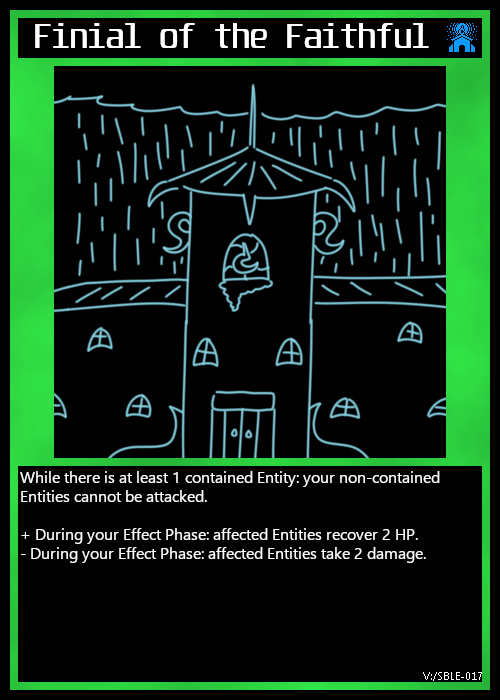 Finial of the Faithful
While there is at least 1 contained Entity: your non-contained
Entities cannot be attacked.
+ During your Effect Phase: affected Entities recover 2 HP.
- During your Effect Phase: affected Entities take 2 damage.
V:/SBLE-017